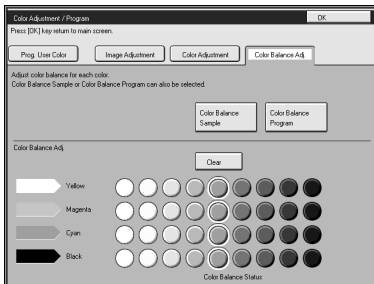 Color Adjustment / Program
OK
Press [OK] key return to main screen.
Prog. User Color
Image Adjustment
Color Adjustment
Color Balance Adj.
Adjust color balance for each color.
Color Balance Sample or Color Balance Program can also be selected.
Color Balance
Sample
Color Balance
Program
Color Balance Adj.
Clear
Yellow
Magenta
Cyan
Black
Color Balance Status